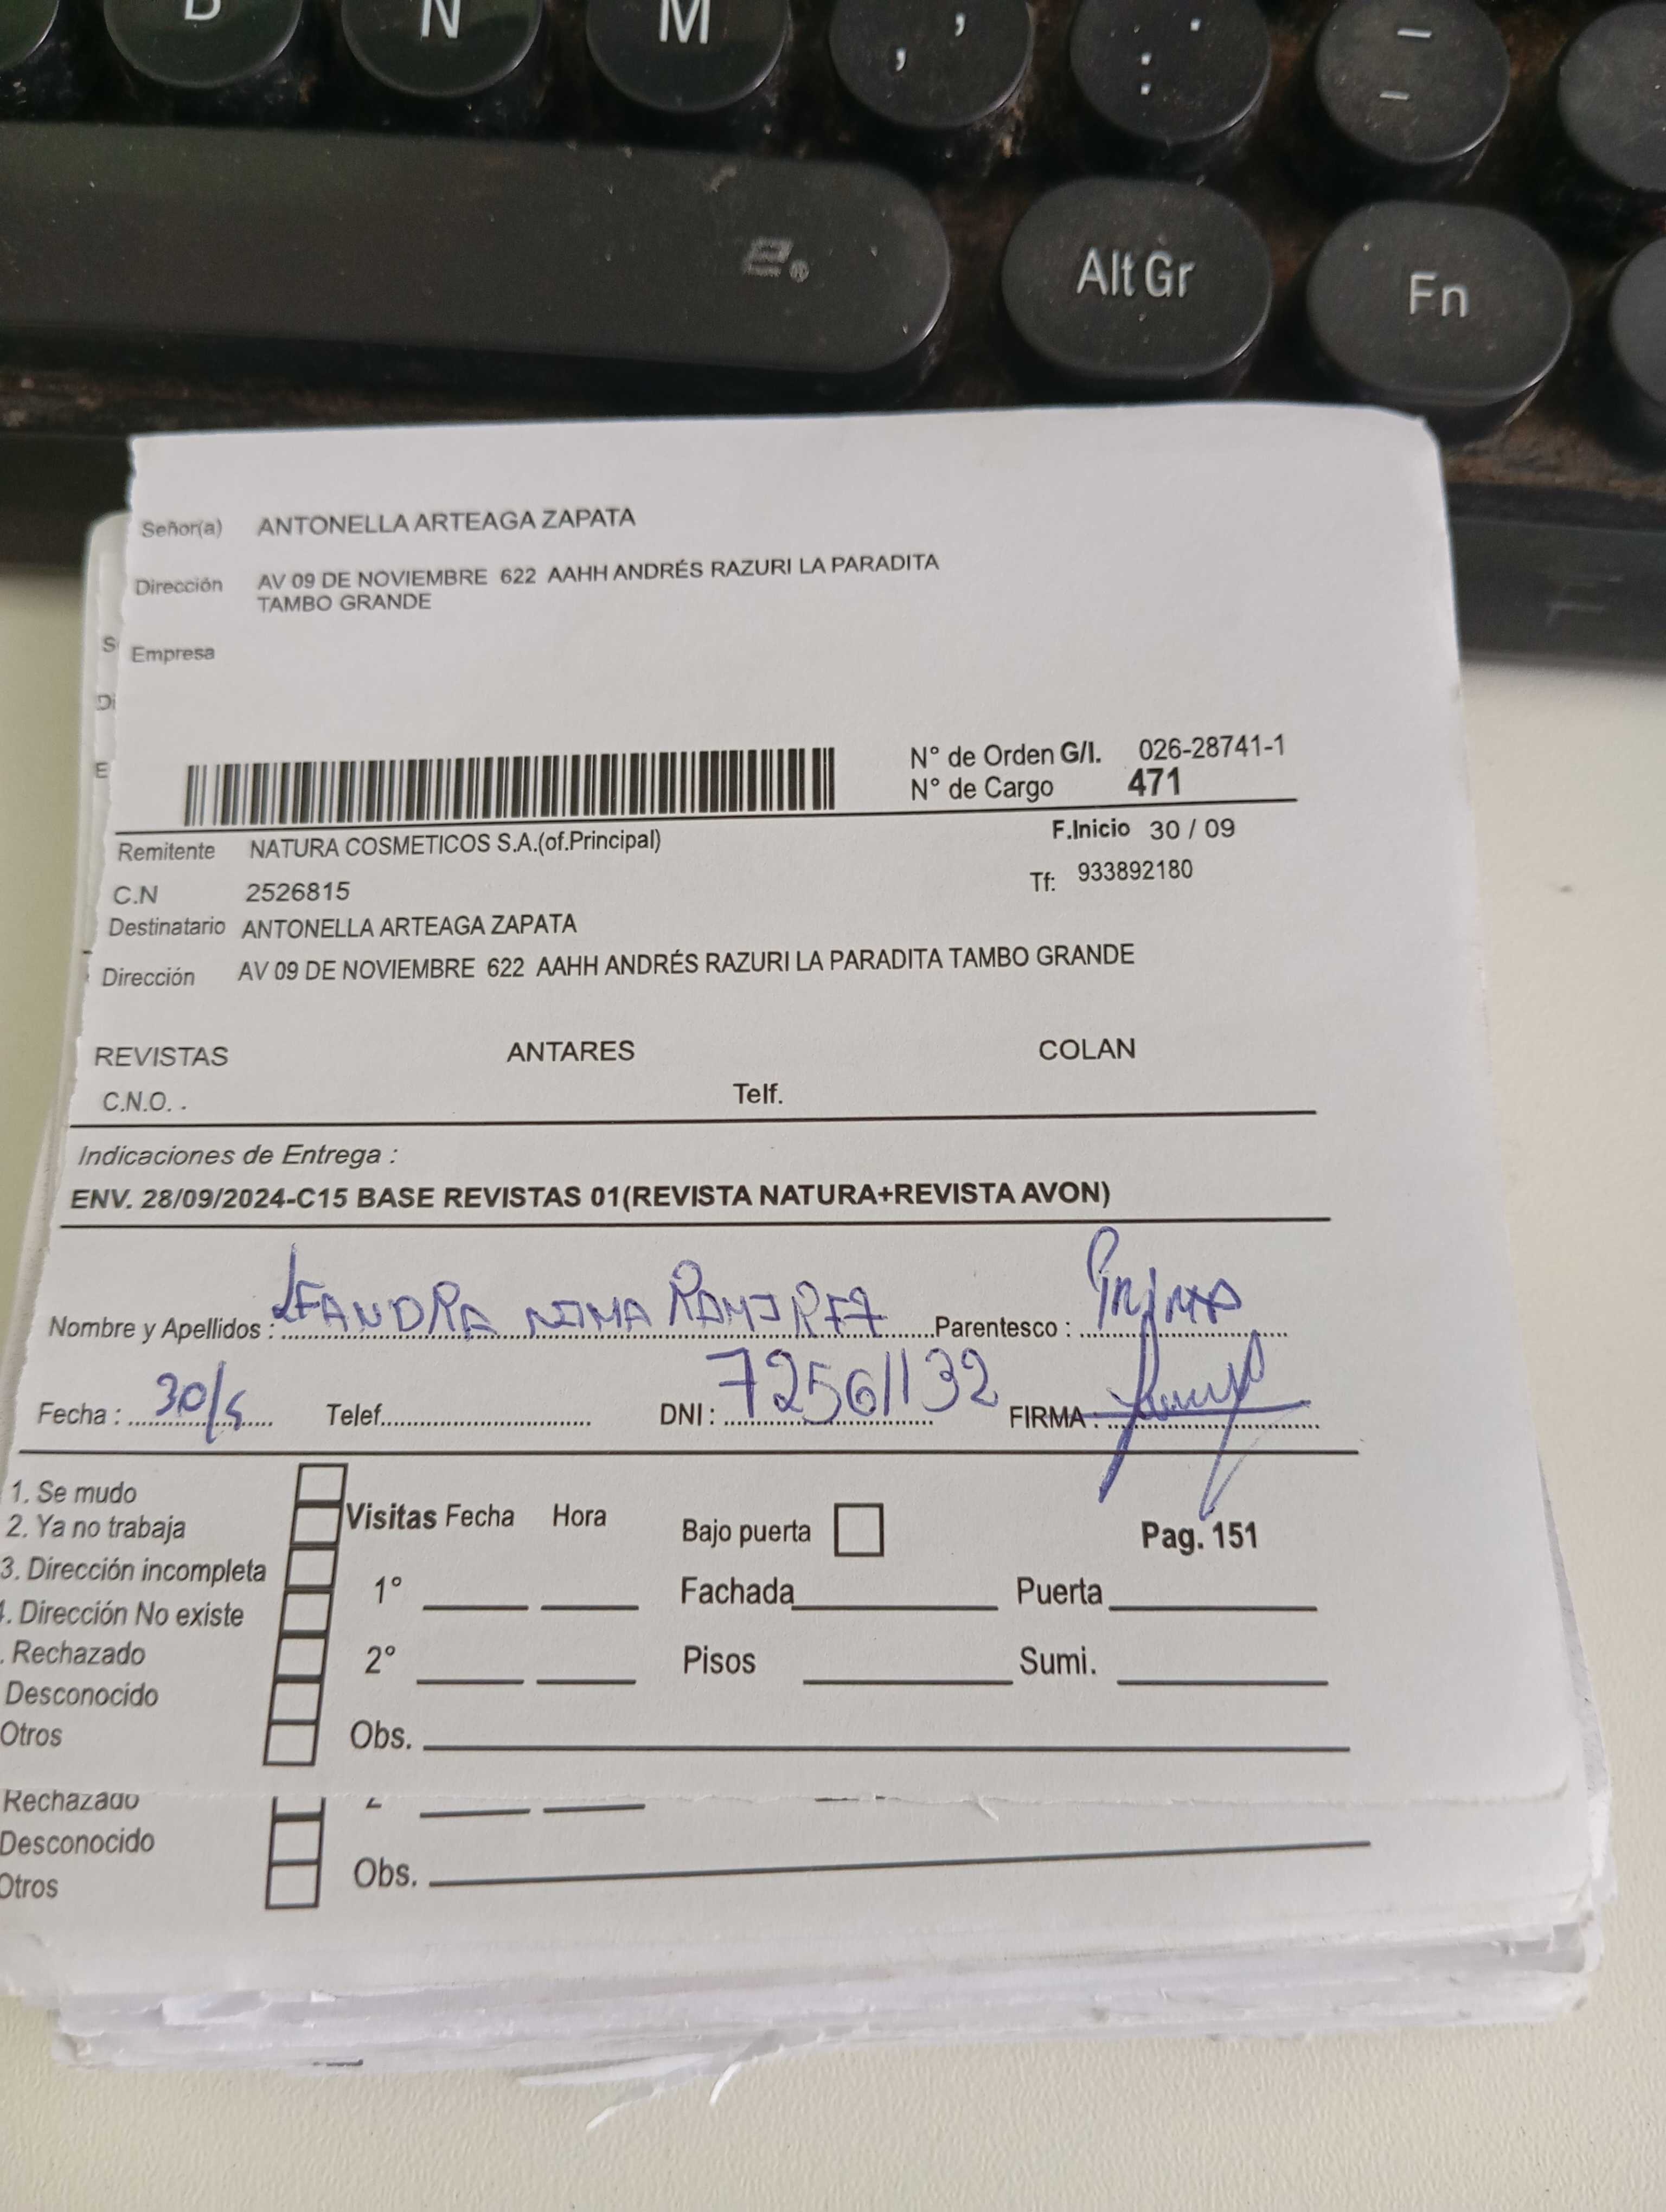 B N M , ; : _ -
Alt Gr Fn
Señor(a) ANTONELLA ARTEAGA ZAPATA
Dirección AV 09 DE NOVIEMBRE 622 AAHH ANDRÉS RAZURI LA PARADITA
TAMBO GRANDE
S Empresa
Di
E
N° de Orden G/I. 026-28741-1
N° de Cargo 471
Remitente NATURA COSMETICOS S.A.(of.Principal) F.Inicio 30 / 09
C.N 2526815 Tf: 933892180
Destinatario ANTONELLA ARTEAGA ZAPATA
Dirección AV 09 DE NOVIEMBRE 622 AAHH ANDRÉS RAZURI LA PARADITA TAMBO GRANDE
REVISTAS ANTARES COLAN
C.N.O. . Telf.
Indicaciones de Entrega :
ENV. 28/09/2024-C15 BASE REVISTAS 01(REVISTA NATURA+REVISTA AVON)
Nombre y Apellidos : LEANDRA NIMA RAMIREZ Parentesco : Prima
Fecha : 30/ Telef. DNI : 72561132 FIRMA :
1. Se mudo
2. Ya no trabaja Visitas Fecha Hora Bajo puerta Pag. 151
3. Dirección incompleta 1° Fachada Puerta
. Dirección No existe
. Rechazado 2° Pisos Sumi.
Desconocido
Otros Obs.
Rechazado
Desconocido
Otros Obs.